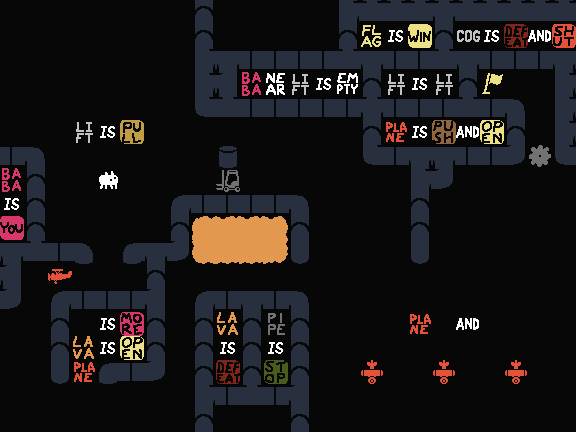 FLAG IS WIN COG IS DEFEAT AND SHUT
BABA NEAR LIFT IS EMPTY LIFT IS LIFT
LIFT IS PULL PLANE IS PUSH AND OPEN
BABA
IS
YOU
IS MORE
LAVA IS OPEN
PLANE
LAVA PIPE
IS IS
DEFEAT STOP
PLANE AND